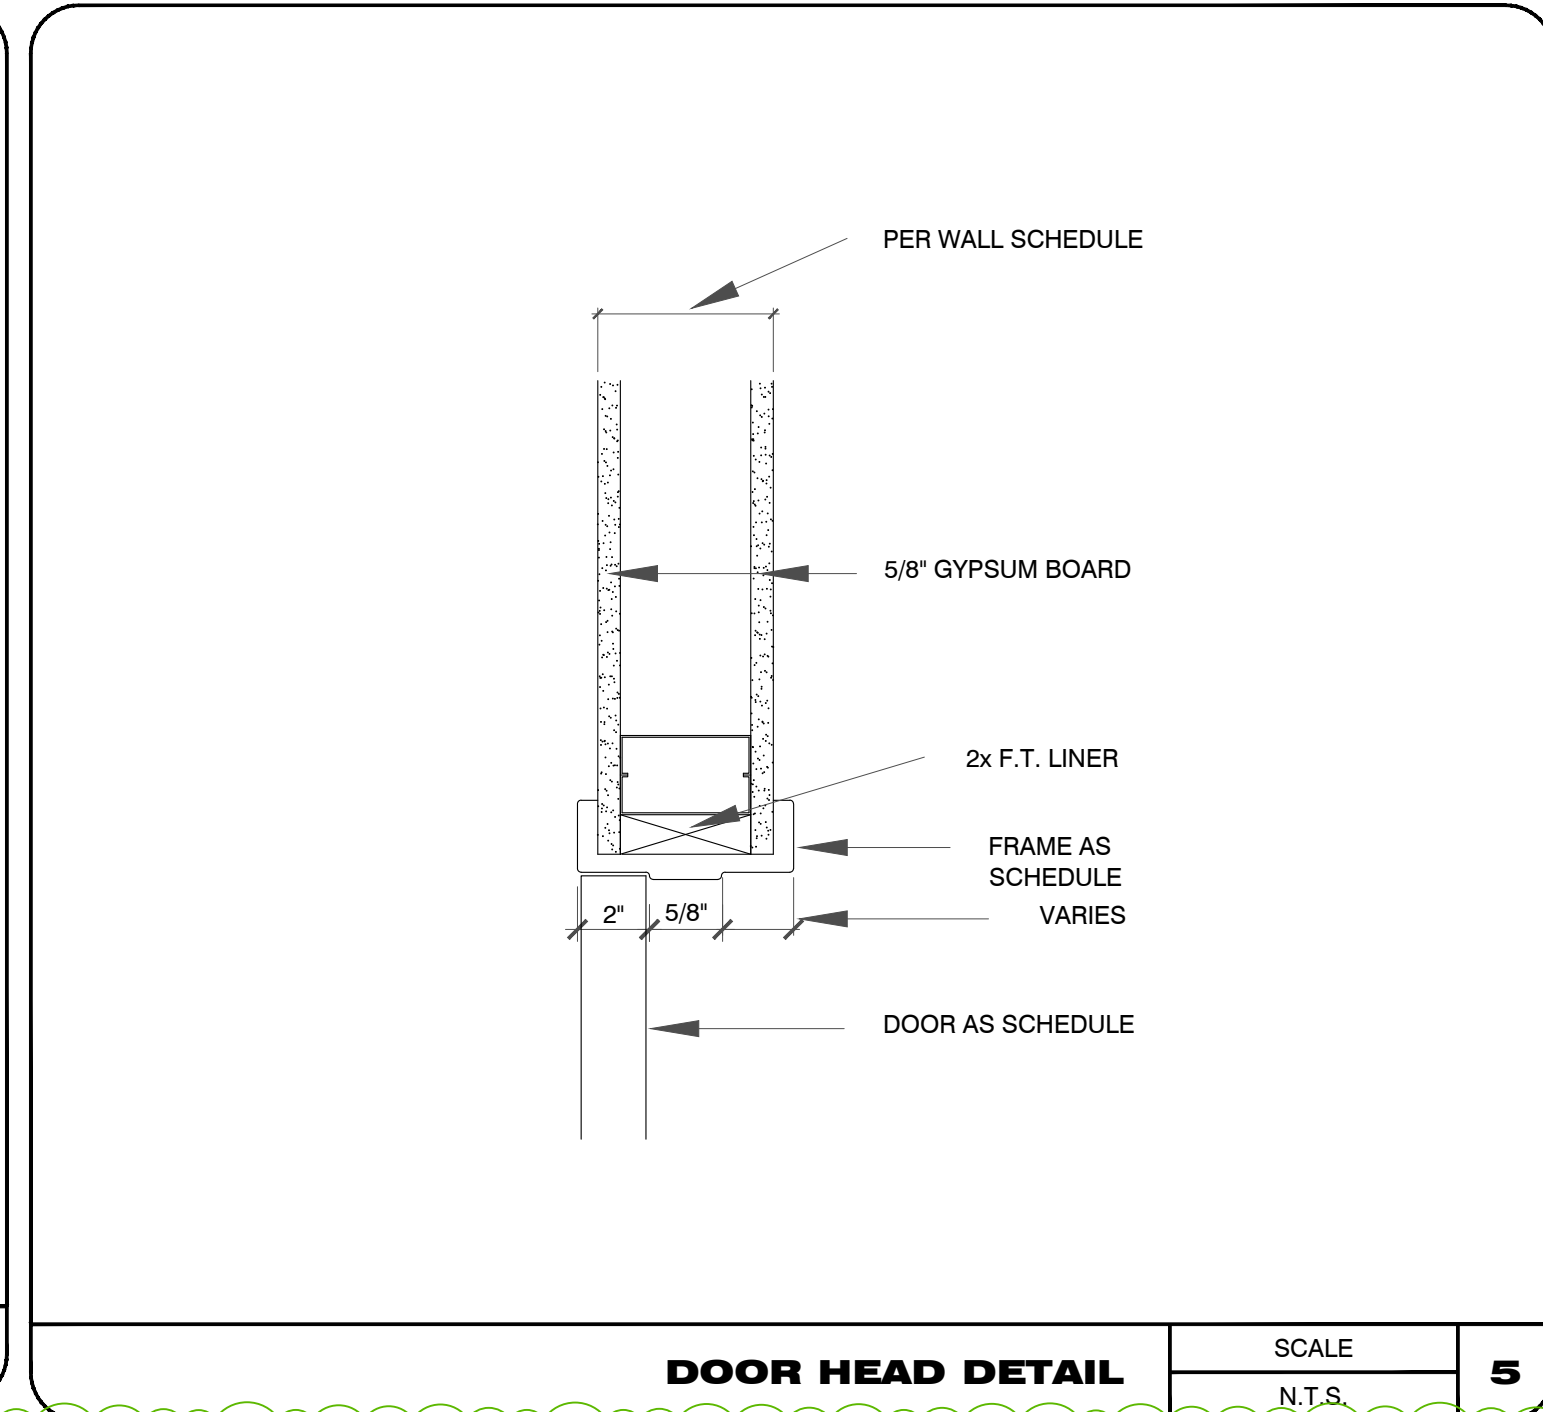 PER WALL SCHEDULE
5/8" GYPSUM BOARD
2x F.T. LINER
FRAME AS
SCHEDULE
2" 5/8" VARIES
DOOR AS SCHEDULE
DOOR HEAD DETAIL
SCALE
N.T.S.
5